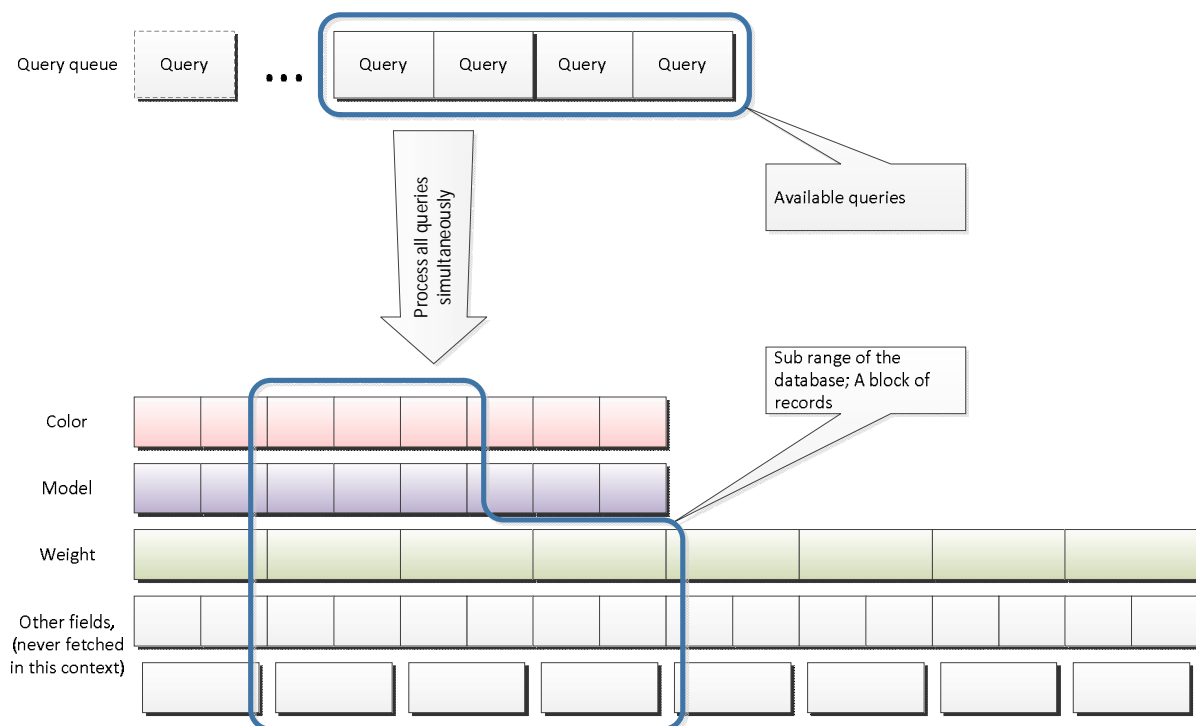 Query queue
Query
...
Query
Query
Query
Query
Available queries
Process all queries
simultaneously
Sub range of the
database; A block of
records
Color
Model
Weight
Other fields,
(never fetched
in this context)